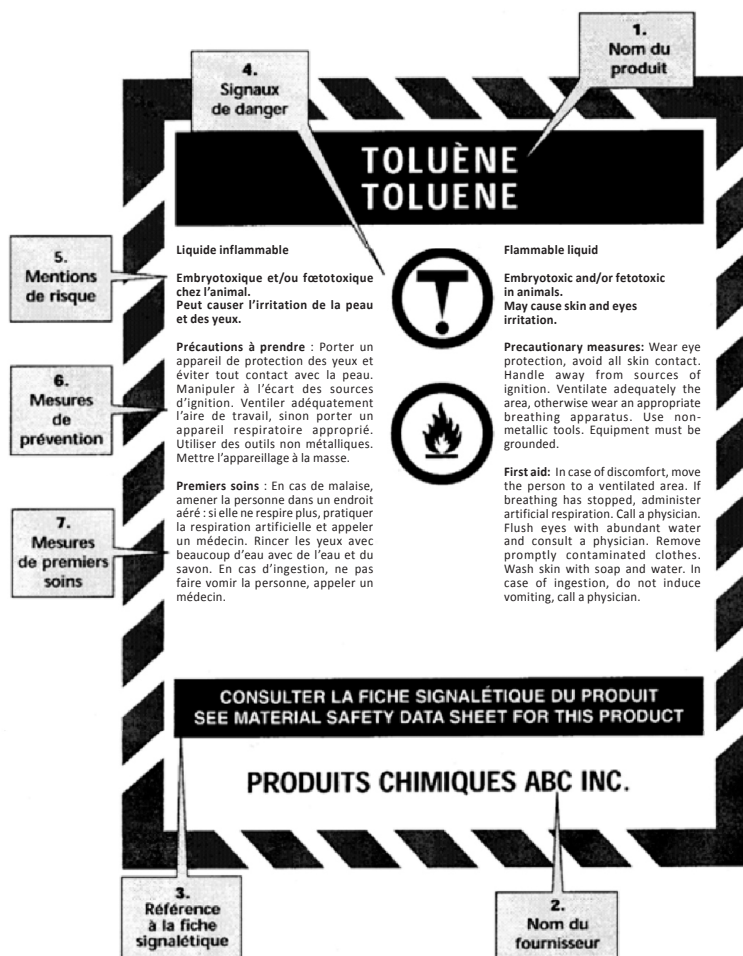 1.
Nom du
produit
4.
Signaux
de danger
TOLUÈNE
TOLUENE
5.
Mentions
de risque
Liquide inflammable
Embryotoxique et/ou fœtotoxique
chez l'animal.
Peut causer l'irritation de la peau
et des yeux.
6.
Mesures
de
prévention
Précautions à prendre : Porter un
appareil de protection des yeux et
éviter tout contact avec la peau.
Manipuler à l'écart des sources
d'ignition. Ventiler adéquatement
l'aire de travail, sinon porter un
appareil respiratoire approprié.
Utiliser des outils non métalliques.
Mettre l'appareillage à la masse.
7.
Mesures
de premiers
soins
Premiers soins : En cas de malaise,
amener la personne dans un endroit
aéré : si elle ne respire plus, pratiquer
la respiration artificielle et appeler
un médecin. Rincer les yeux avec
beaucoup d'eau avec de l'eau et du
savon. En cas d'ingestion, ne pas
faire vomir la personne, appeler un
médecin.
Flammable liquid
Embryotoxic and/or fetotoxic
in animals.
May cause skin and eyes
irritation.
Precautionary measures: Wear eye
protection, avoid all skin contact.
Handle away from sources of
ignition. Ventilate adequately the
area, otherwise wear an appropriate
breathing apparatus. Use non-
metallic tools. Equipment must be
grounded.
First aid: In case of discomfort, move
the person to a ventilated area. If
breathing has stopped, administer
artificial respiration. Call a physician.
Flush eyes with abundant water
and consult a physician. Remove
promptly contaminated clothes.
Wash skin with soap and water. In
case of ingestion, do not induce
vomiting, call a physician.
CONSULTER LA FICHE SIGNALÉTIQUE DU PRODUIT
SEE MATERIAL SAFETY DATA SHEET FOR THIS PRODUCT
PRODUITS CHIMIQUES ABC INC.
3.
Référence
à la fiche
signalétique
2.
Nom du
fournisseur